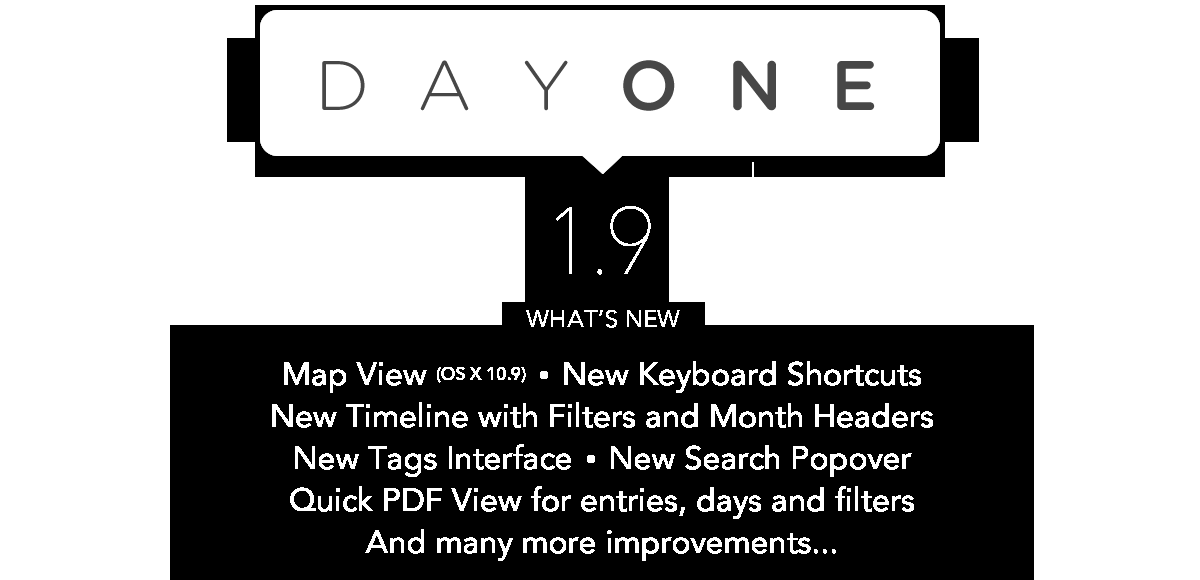 DAYONE
1.9
WHAT'S NEW
Map View (OS X 10.9) • New Keyboard Shortcuts
New Timeline with Filters and Month Headers
New Tags Interface • New Search Popover
Quick PDF View for entries, days and filters
And many more improvements...